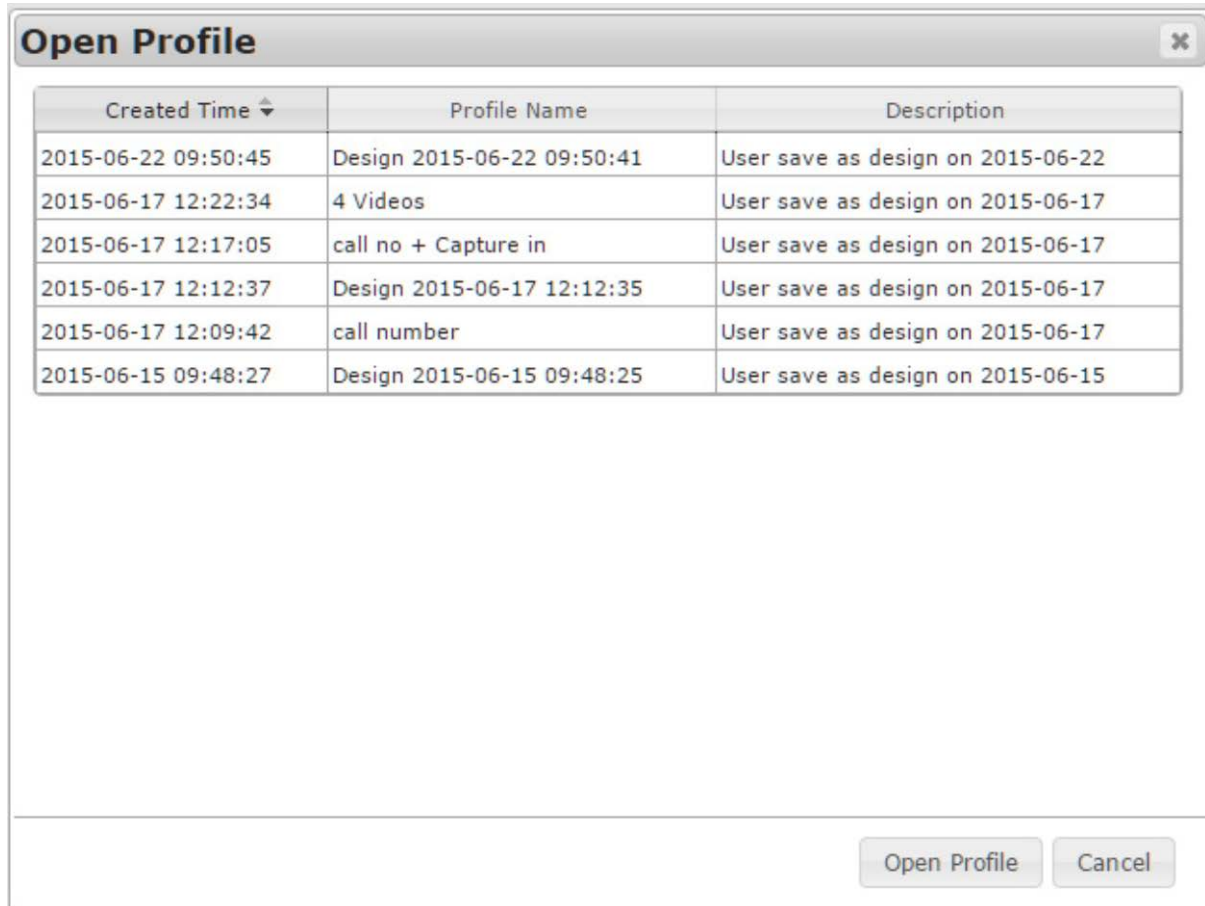 Open Profile
Created Time Profile Name Description
2015-06-22 09:50:45 Design 2015-06-22 09:50:41 User save as design on 2015-06-22
2015-06-17 12:22:34 4 Videos User save as design on 2015-06-17
2015-06-17 12:17:05 call no + Capture in User save as design on 2015-06-17
2015-06-17 12:12:37 Design 2015-06-17 12:12:35 User save as design on 2015-06-17
2015-06-17 12:09:42 call number User save as design on 2015-06-17
2015-06-15 09:48:27 Design 2015-06-15 09:48:25 User save as design on 2015-06-15
Open Profile Cancel